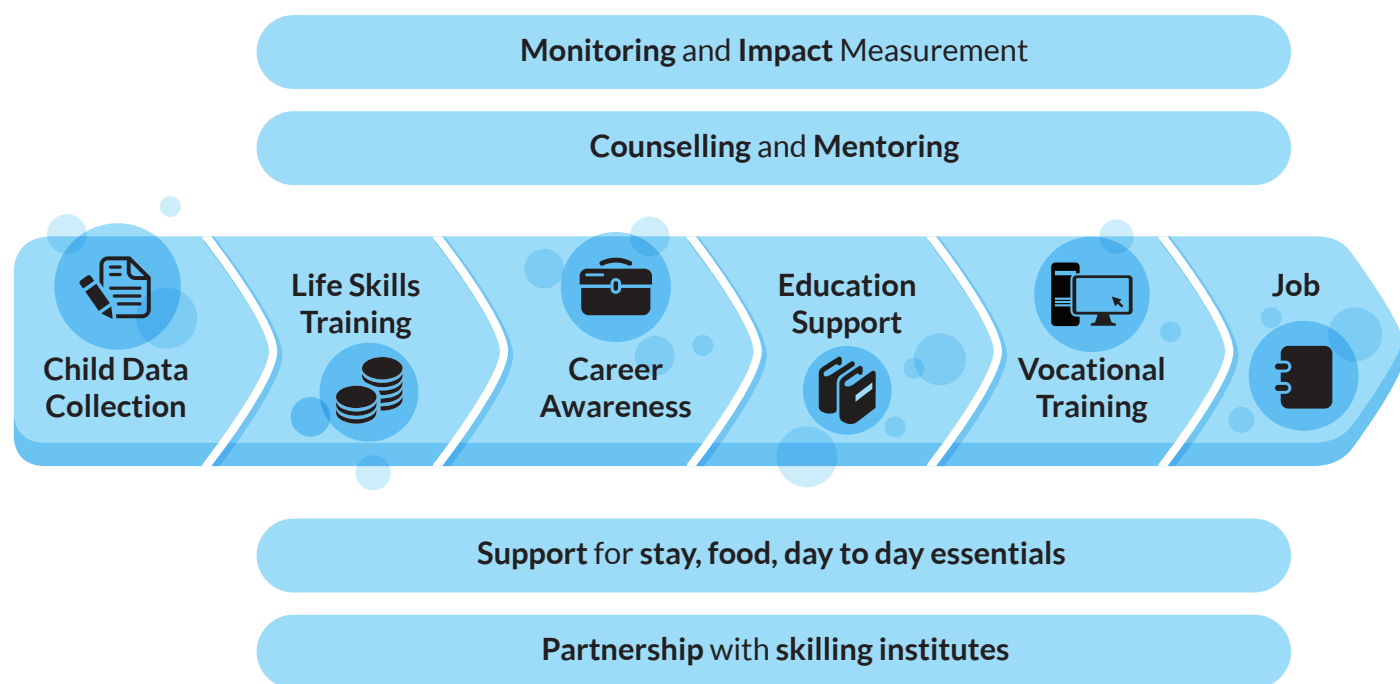 Monitoring and Impact Measurement
Counselling and Mentoring
Child Data
Collection
Life Skills
Training
Career
Awareness
Education
Support
Vocational
Training
Job
Support for stay, food, day to day essentials
Partnership with skilling institutes